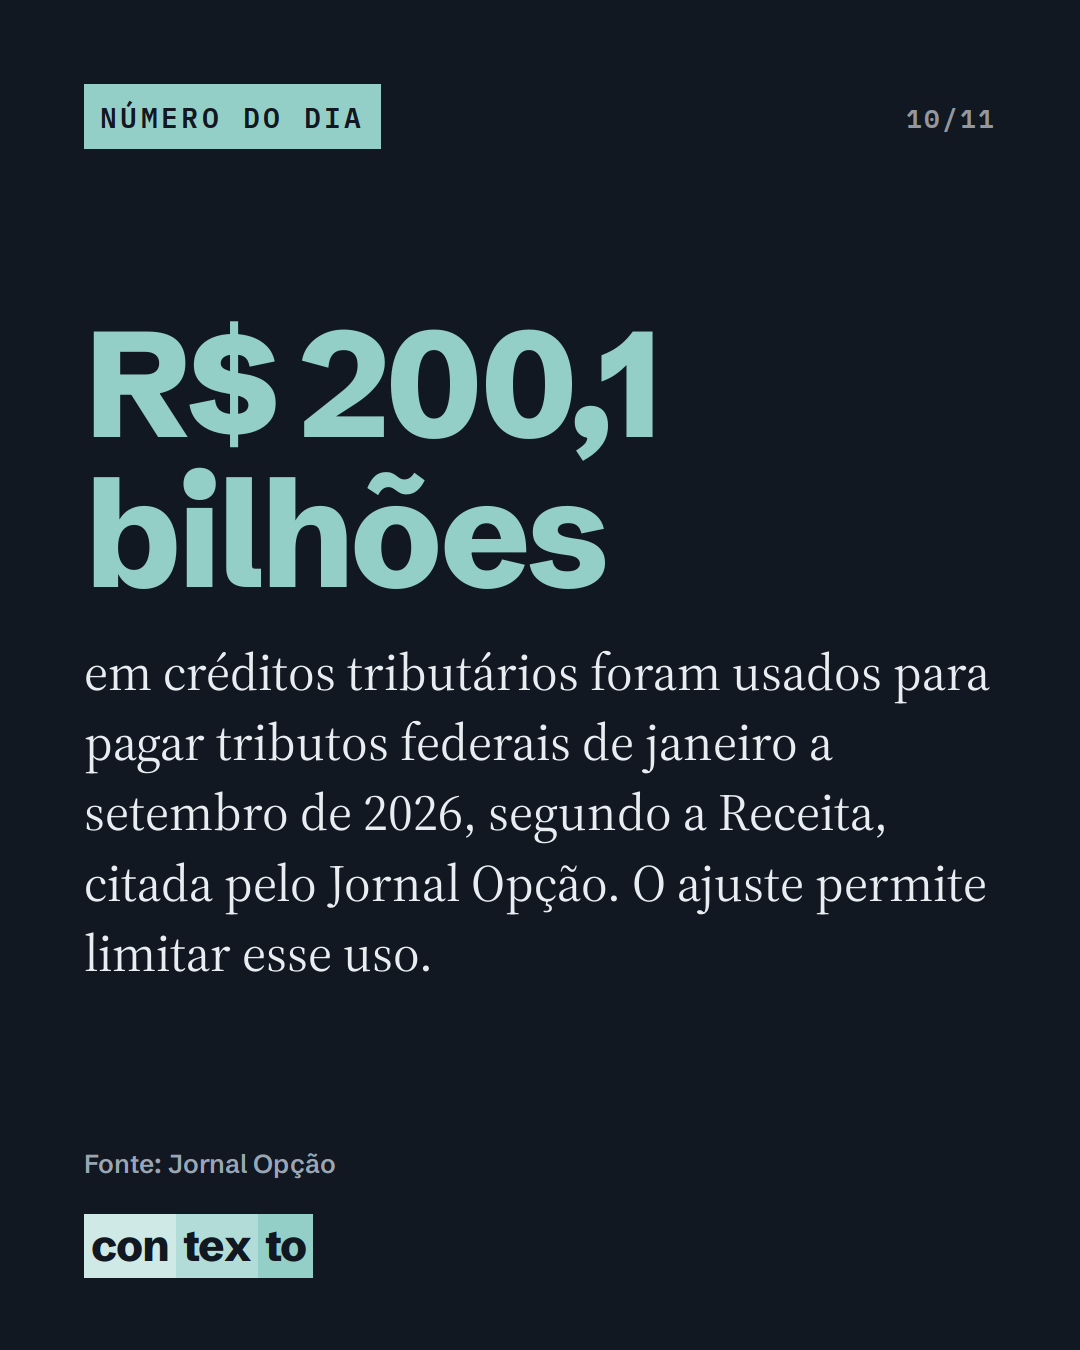 NÚMERO DO DIA
10/11
R$ 200,1
bilhões
em créditos tributários foram usados para
pagar tributos federais de janeiro a
setembro de 2026, segundo a Receita,
citada pelo Jornal Opção. O ajuste permite
limitar esse uso.
Fonte: Jornal Opção
con tex to